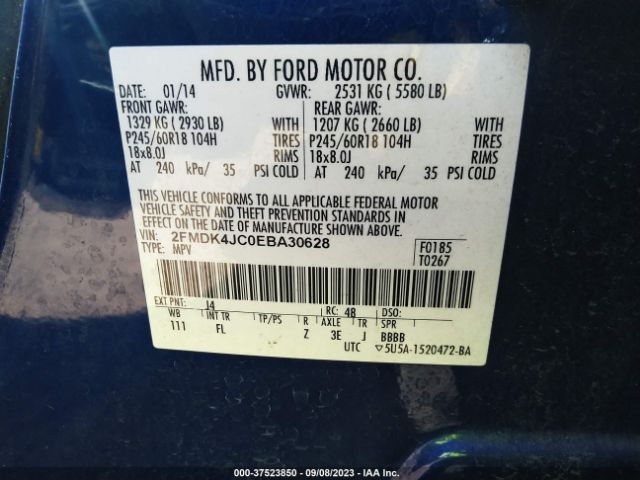 MFD. BY FORD MOTOR CO.
DATE: 01/14 GVWR: 2531 KG ( 5580 LB)
FRONT GAWR: REAR GAWR:
1329 KG ( 2930 LB) WITH 1207 KG ( 2660 LB) WITH
P245/60R18 104H TIRES P245/60R18 104H TIRES
18x8.0J RIMS 18x8.0J RIMS
AT 240 kPa/ 35 PSI COLD AT 240 kPa/ 35 PSI COLD
THIS VEHICLE CONFORMS TO ALL APPLICABLE FEDERAL MOTOR
VEHICLE SAFETY AND THEFT PREVENTION STANDARDS IN
EFFECT ON THE DATE OF MANUFACTURE SHOWN ABOVE.
VIN: 2FMDK4JC0EBA30628 F0185
TYPE: MPV T0267
EXT PNT: J4 RC: 48 DSO:
WB INT TR TP/PS R AXLE TR SPR
111 FL Z 3E J BBBB
UTC ▽5U5A-1520472-BA
000-37523850 - 09/08/2023 - IAA Inc.